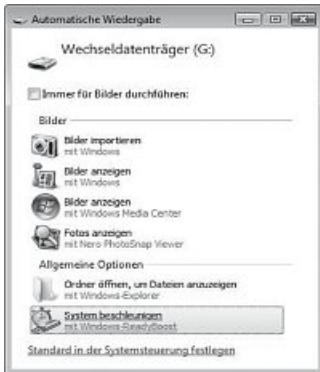 Automatische Wiedergabe
Wechseldatenträger (G:)
Immer für Bilder durchführen:
Bilder
Bilder importieren
mit Windows
Bilder anzeigen
mit Windows
Bilder anzeigen
mit Windows Media Center
Fotos anzeigen
mit Nero PhotoSnap Viewer
Allgemeine Optionen
Ordner öffnen, um Dateien anzuzeigen
mit Windows-Explorer
System beschleunigen
mit Windows-ReadyBoost
Standard in der Systemsteuerung festlegen